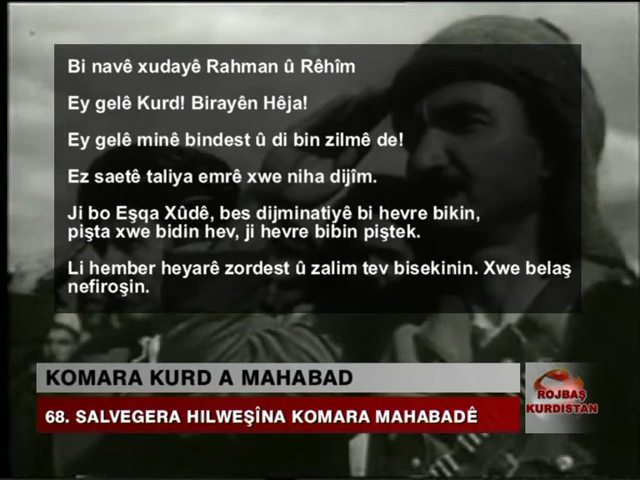 Bi navê xudayê Rahman û Rêhîm
Ey gelê Kurd! Birayên Hêja!
Ey gelê minê bindest û di bin zilmê de!
Ez saetê taliya emrê xwe niha dijîm.
Ji bo Eşqa Xûdê, bes dijminatiyê bi hevre bikin,
pişta xwe bidin hev, ji hevre bibin piştek.
Li hember heyarê zordest û zalim tev bisekinin. Xwe belaş
nefiroşin.
KOMARA KURD A MAHABAD
68. SALVEGERA HILWEŞÎNA KOMARA MAHABADÊ
ROJBAŞ
KURDISTAN